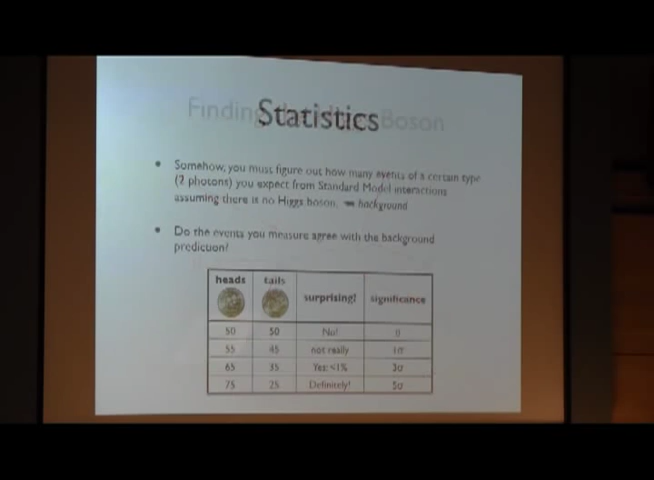 Finding Boson
Statistics
• Somehow, you must figure out how many events of a certain type
(2 photons) you expect from Standard Model interactions
assuming there is no Higgs boson. background
• Do the events you measure agree with the background
prediction?
heads tails surprising? significance
50 50 No! 0
55 45 not really 1σ
65 35 Yes: <1% 3σ
75 25 Definitely! 5σ